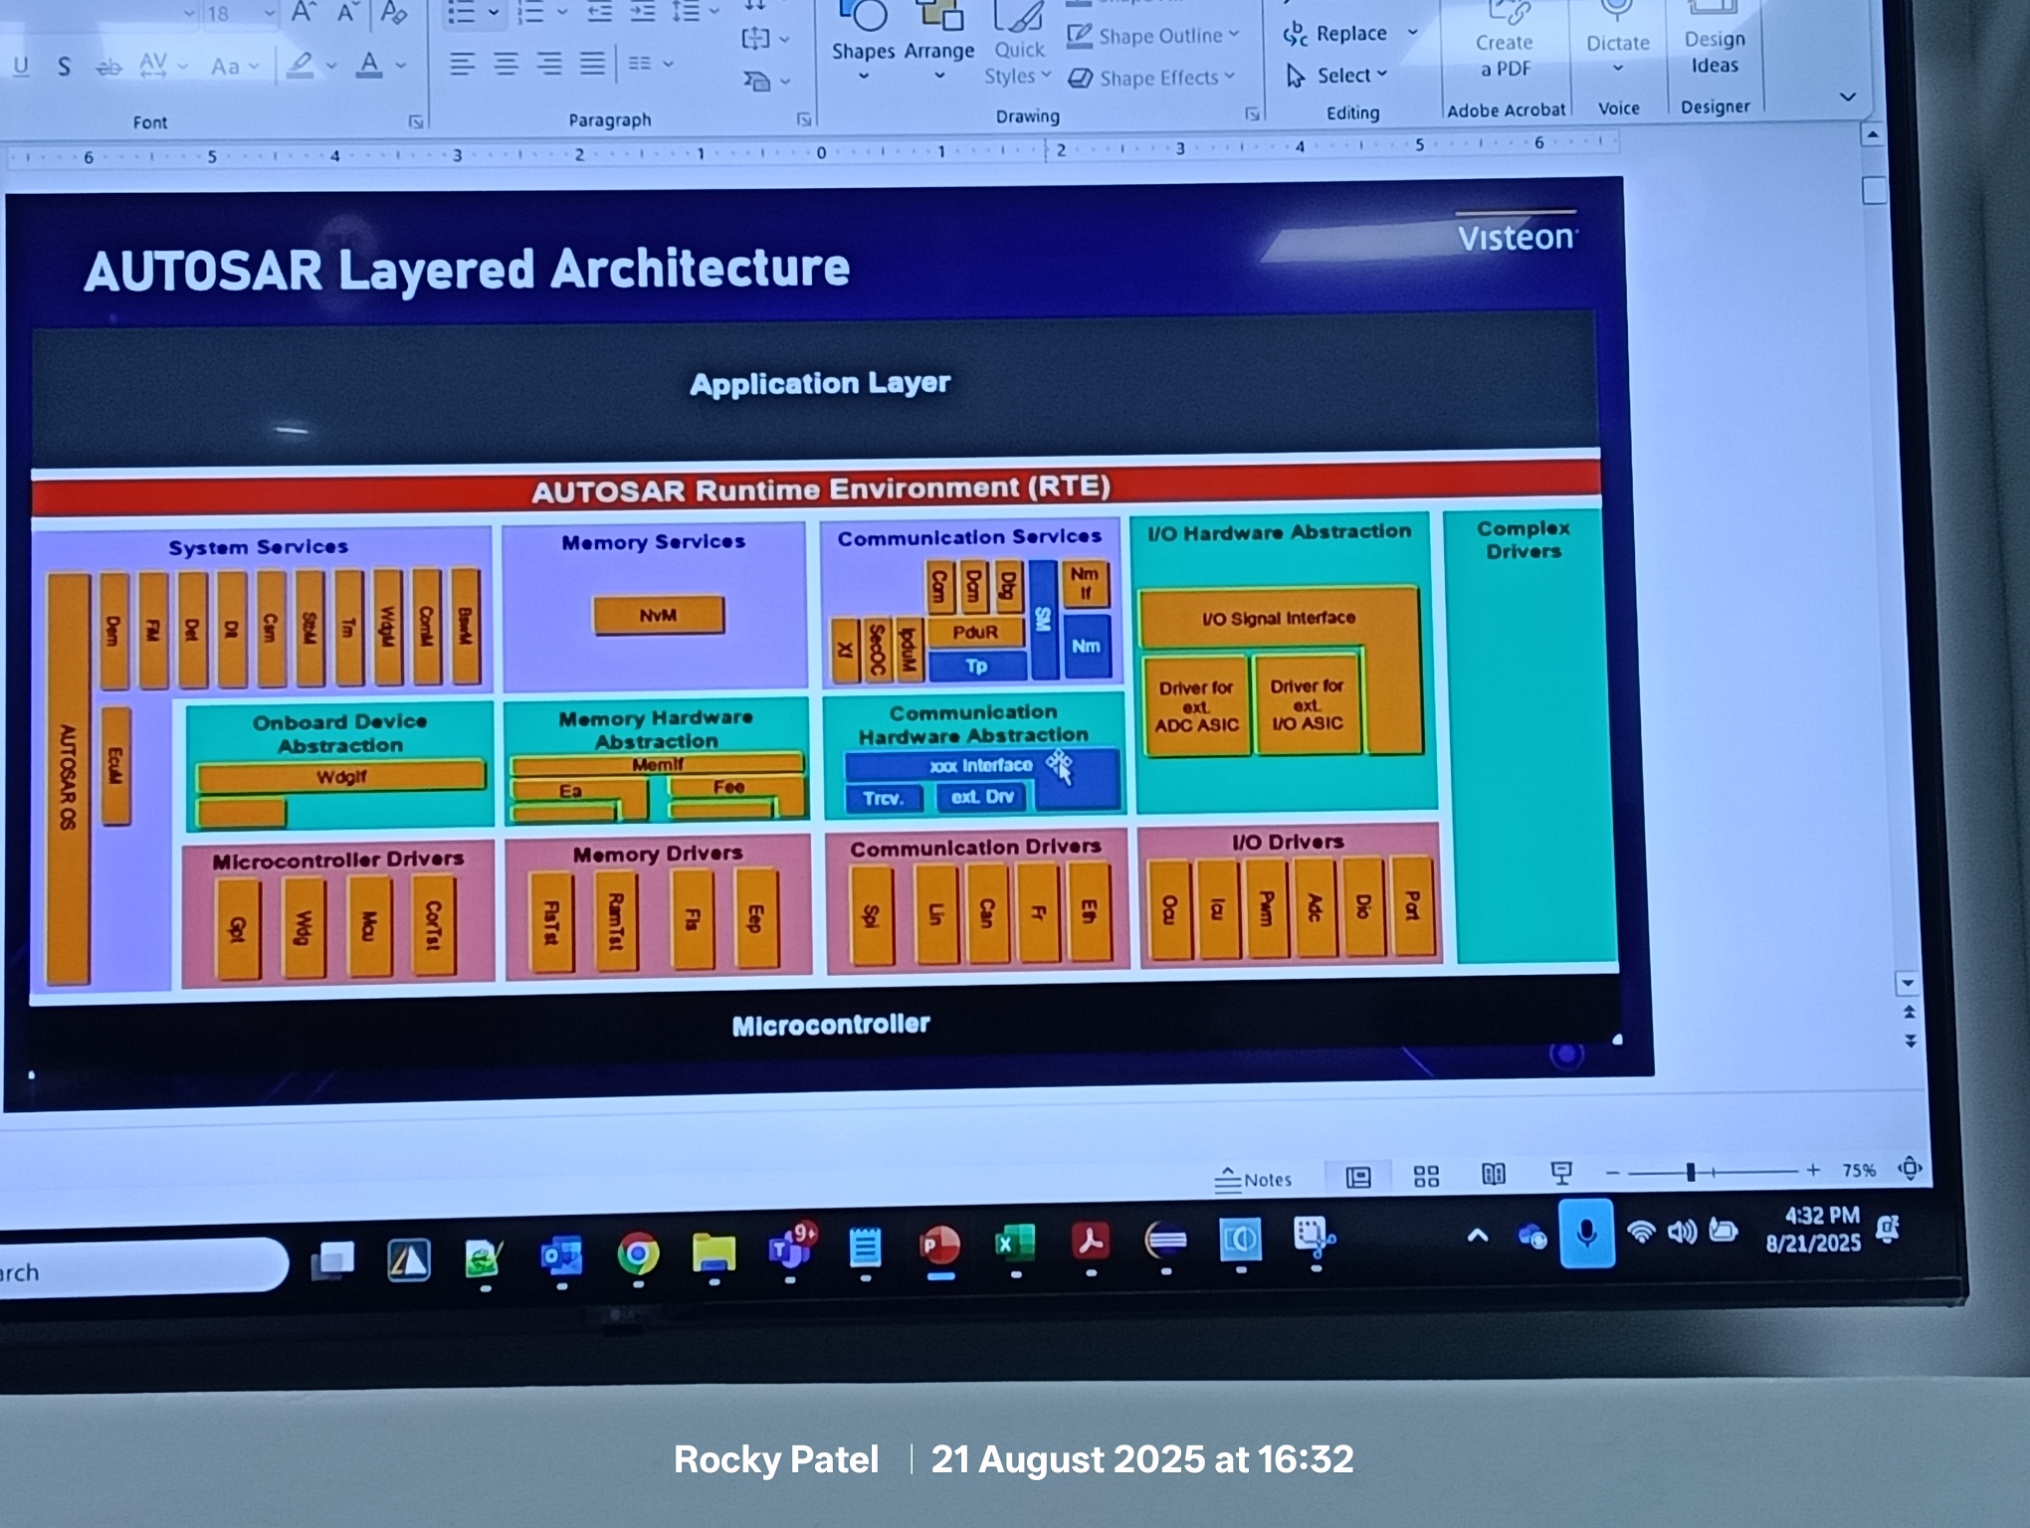 18
U S ab AV Aa A
Shapes Arrange Quick Styles
Shape Outline
Shape Effects
Replace
Select
Create a PDF
Dictate
Design Ideas
Font Paragraph Drawing Editing Adobe Acrobat Voice Designer
6 5 4 3 2 1 0 1 2 3 4 5 6
Visteon
AUTOSAR Layered Architecture
Application Layer
AUTOSAR Runtime Environment (RTE)
System Services
AUTOSAR OS
Dem
FiM
Det
Dlt
Csm
StbM
Tm
WdgM
ComM
BswM
EcuM
Memory Services
NvM
Communication Services
Com
Dcm
Dbg
SM
Nm
If
Xf
SecOC
IpduM
PduR
Tp
Nm
I/O Hardware Abstraction
I/O Signal Interface
Driver for
ext.
ADC ASIC
Driver for
ext.
I/O ASIC
Complex
Drivers
Onboard Device
Abstraction
WdgIf
Memory Hardware
Abstraction
MemIf
Ea
Fee
Communication
Hardware Abstraction
xxx Interface
Trcv.
ext. Drv
Microcontroller Drivers
Gpt
Wdg
Mcu
CorTst
Memory Drivers
FlsTst
RamTst
Fls
Eep
Communication Drivers
Spi
Lin
Can
Fr
Eth
I/O Drivers
Ocu
Icu
Pwm
Adc
Dio
Port
Microcontroller
Notes
75%
arch
9+
4:32 PM
8/21/2025
Rocky Patel | 21 August 2025 at 16:32